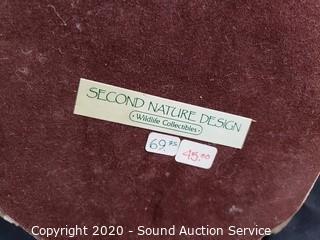 SECOND NATURE DESIGN
• Wildlife Collectibles •
69.95
45.00
Copyright 2020 - Sound Auction Service